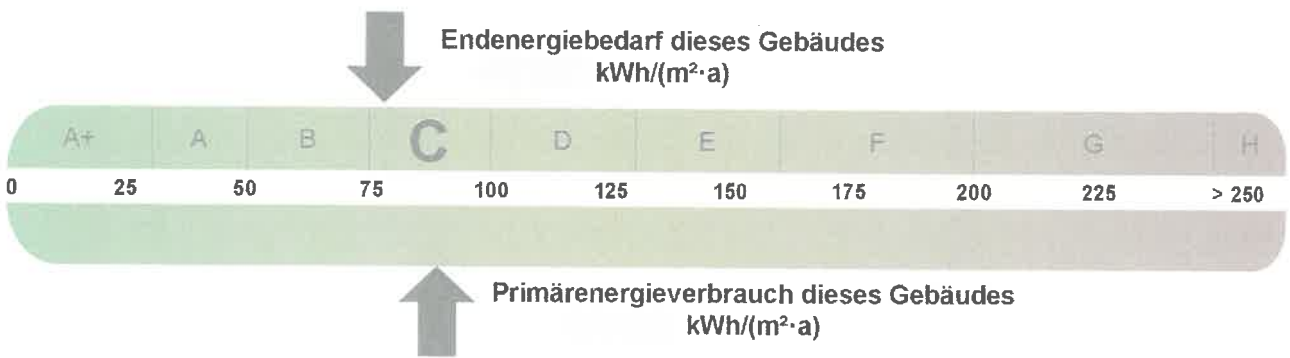 Endenergiebedarf dieses Gebäudes
kWh/(m²·a)
A+ A B C D E F G H
0 25 50 75 100 125 150 175 200 225 > 250
Primärenergieverbrauch dieses Gebäudes
kWh/(m²·a)